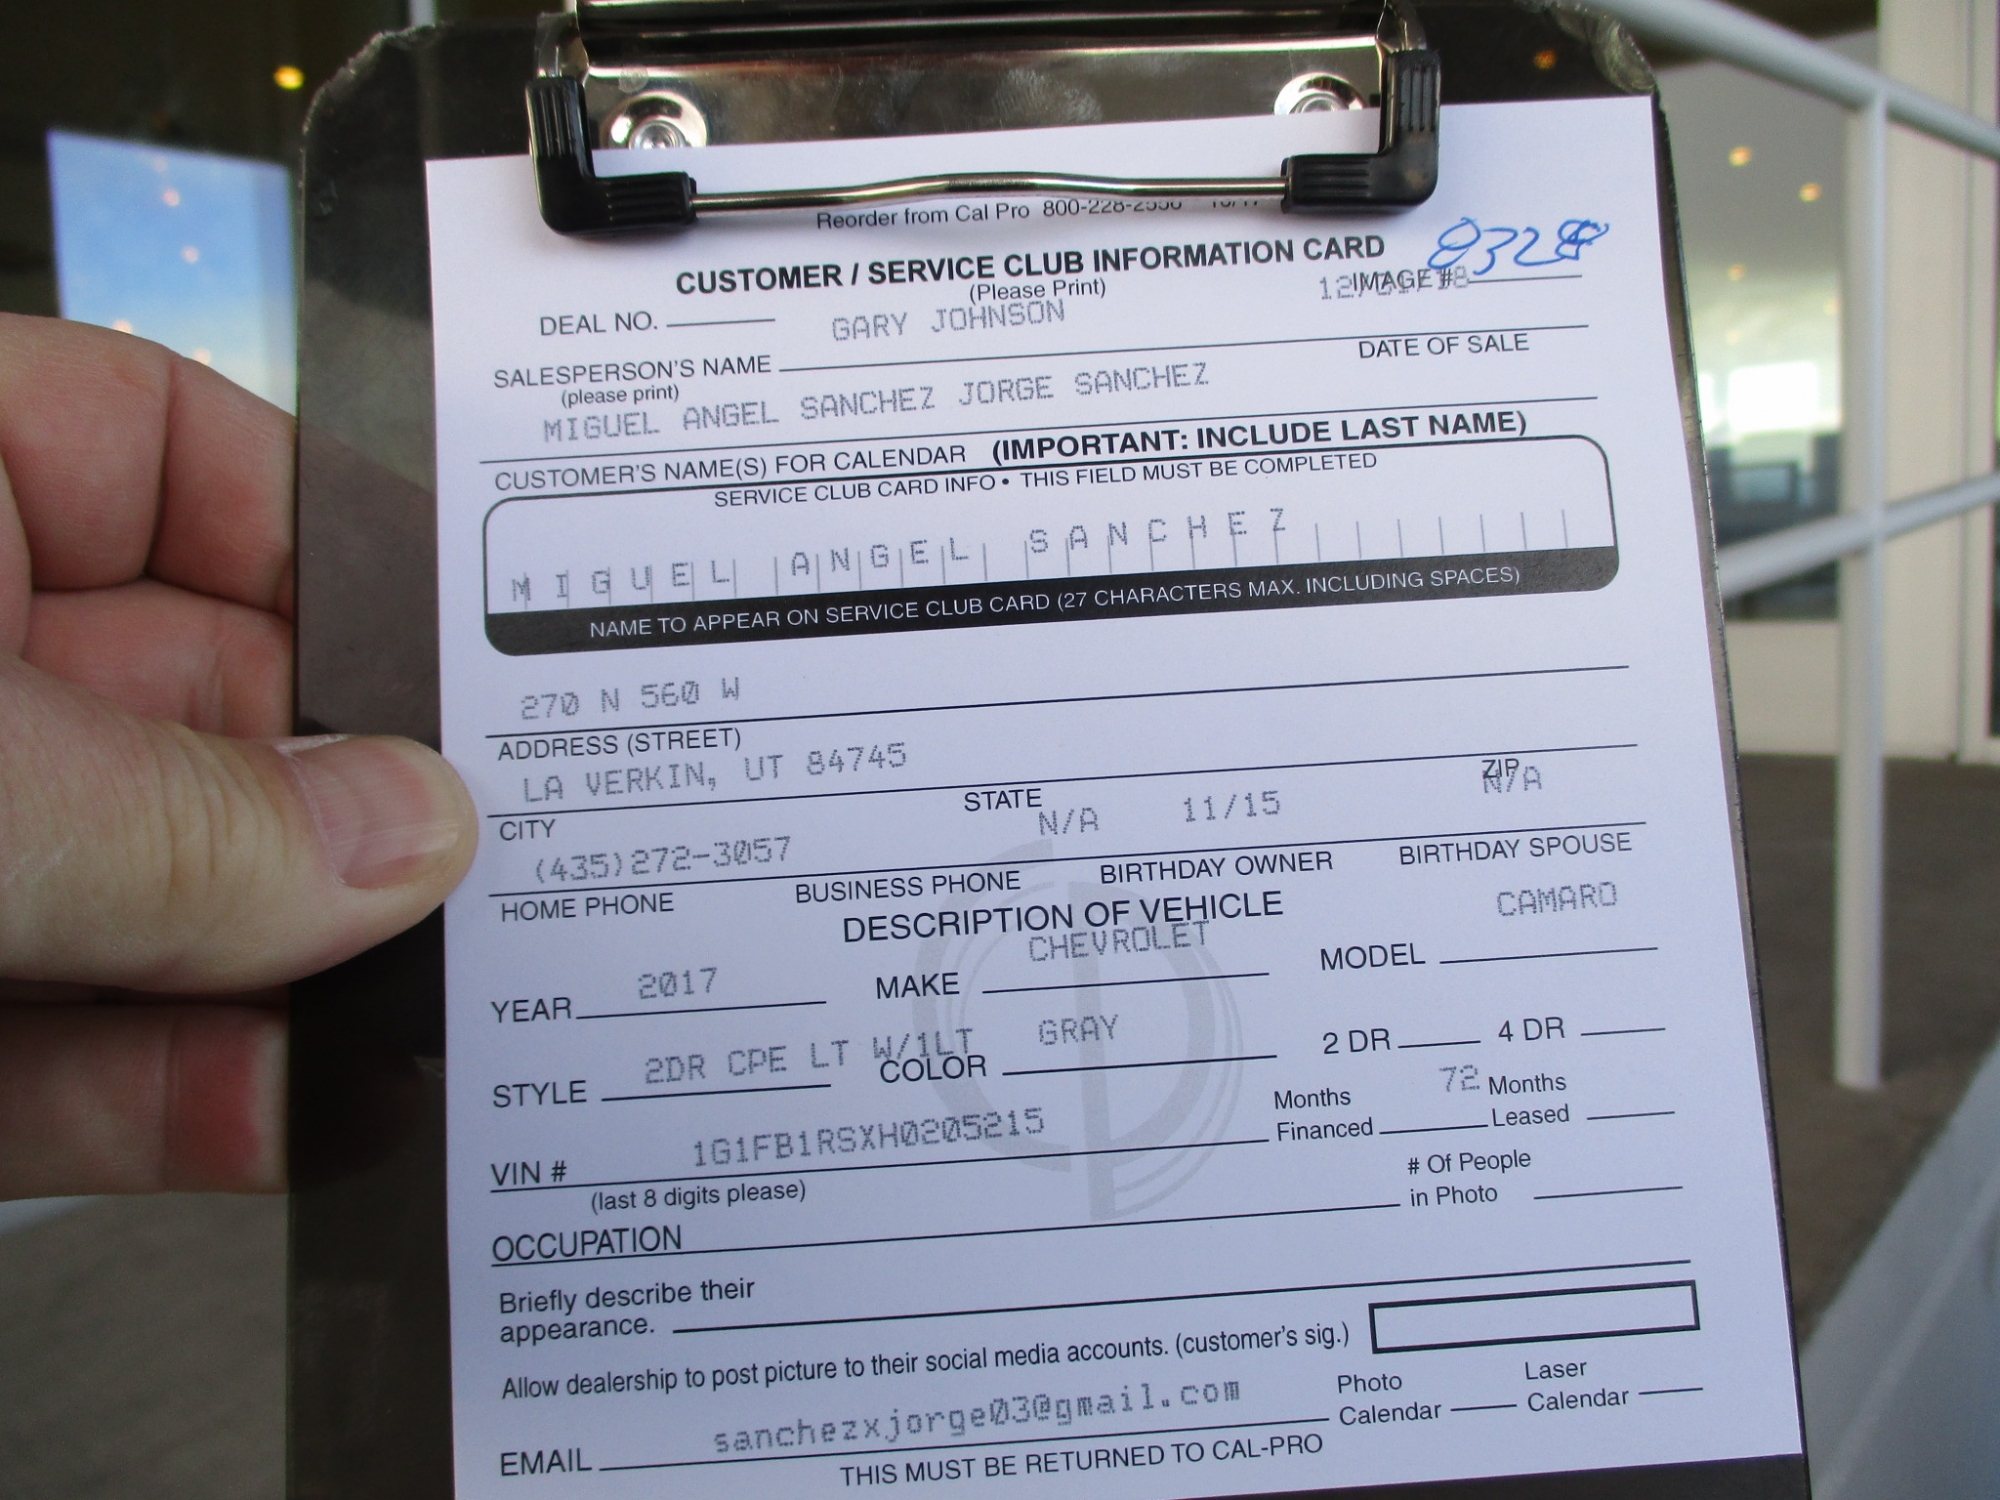 Reorder from Cal Pro 800-228-2550
CUSTOMER / SERVICE CLUB INFORMATION CARD
(Please Print)
8328
IMAGE #
DEAL NO.
GARY JOHNSON
SALESPERSON'S NAME
DATE OF SALE
(please print)
MIGUEL ANGEL SANCHEZ JORGE SANCHEZ
CUSTOMER'S NAME(S) FOR CALENDAR (IMPORTANT: INCLUDE LAST NAME)
SERVICE CLUB CARD INFO • THIS FIELD MUST BE COMPLETED
MIGUEL ANGEL SANCHEZ
NAME TO APPEAR ON SERVICE CLUB CARD (27 CHARACTERS MAX. INCLUDING SPACES)
270 N 560 W
ADDRESS (STREET)
LA VERKIN, UT 84745
CITY STATE ZIP
(435)272-3057 N/A 11/15 N/A
HOME PHONE BUSINESS PHONE BIRTHDAY OWNER BIRTHDAY SPOUSE
DESCRIPTION OF VEHICLE
YEAR 2017 MAKE CHEVROLET MODEL CAMARO
STYLE 2DR CPE LT W/1LT COLOR GRAY 2 DR 4 DR
VIN # 1G1FB1RSXH0205215 Months Financed 72 Months Leased
(last 8 digits please)
OCCUPATION # Of People in Photo
Briefly describe their
appearance.
Allow dealership to post picture to their social media accounts. (customer's sig.)
EMAIL sanchezxjorge03@gmail.com Photo Calendar Laser Calendar
THIS MUST BE RETURNED TO CAL-PRO